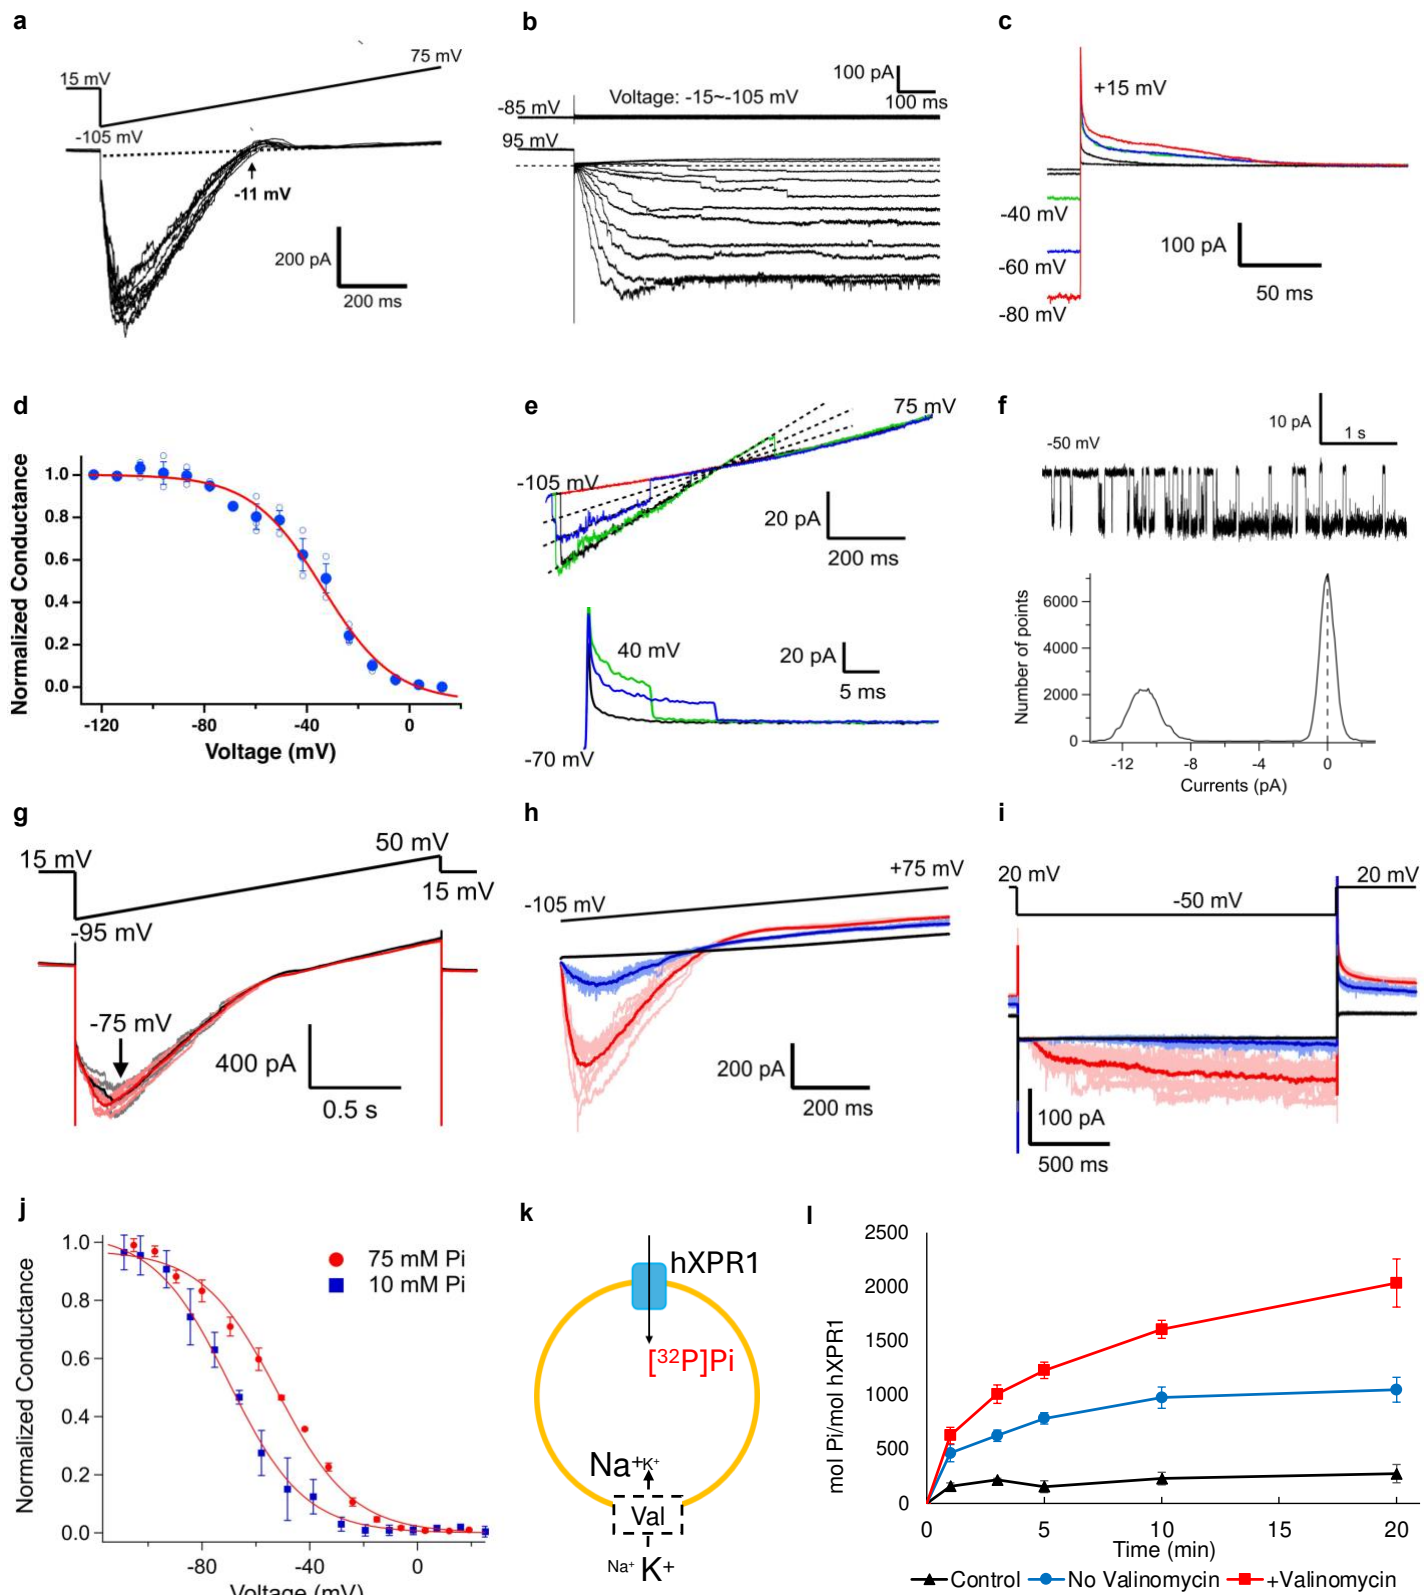 a
15 mV
75 mV
-105 mV
-11 mV
200 pA
200 ms
b
100 pA
100 ms
-85 mV
Voltage: -15~-105 mV
95 mV
c
+15 mV
-40 mV
-60 mV
-80 mV
100 pA
50 ms
d
Normalized Conductance
1.0
0.8
0.6
0.4
0.2
0.0
-120
-80
-40
0
Voltage (mV)
e
75 mV
-105 mV
20 pA
200 ms
40 mV
20 pA
5 ms
-70 mV
f
10 pA
1 s
-50 mV
Number of points
6000
4000
2000
0
-12
-8
-4
0
Currents (pA)
g
50 mV
15 mV
15 mV
-95 mV
-75 mV
400 pA
0.5 s
h
+75 mV
-105 mV
200 pA
200 ms
i
20 mV
20 mV
-50 mV
100 pA
500 ms
j
Normalized Conductance
1.0
0.8
0.6
0.4
0.2
0.0
75 mM Pi
10 mM Pi
-80
-40
0
Voltage (mV)
k
hXPR1
[³²P]Pi
Na⁺K⁺
Val
Na⁺ K⁺
l
mol Pi/mol hXPR1
2500
2000
1500
1000
500
0
0
5
10
15
20
Time (min)
Control
No Valinomycin
+Valinomycin